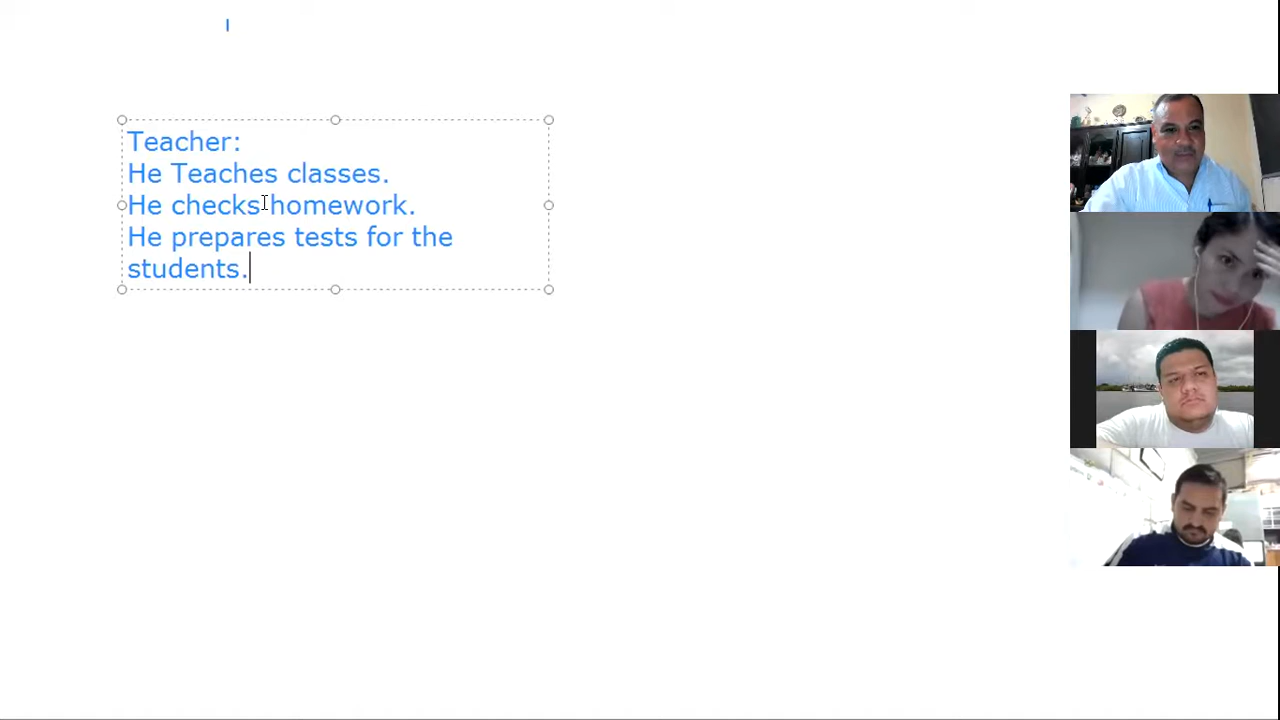 Teacher:
He Teaches classes.
He checks homework.
He prepares tests for the
students.